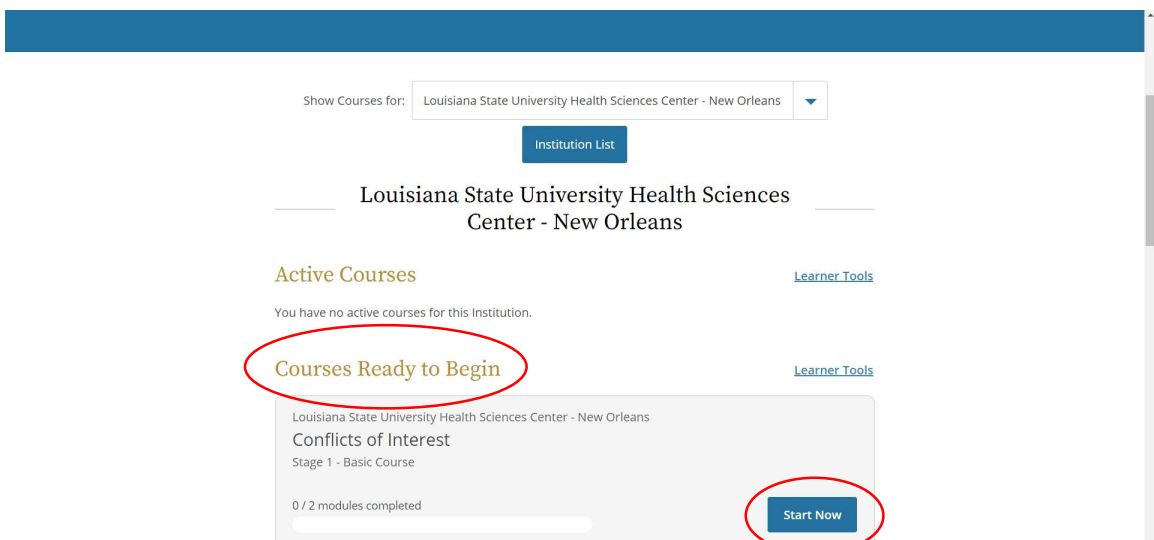 Show Courses for: Louisiana State University Health Sciences Center - New Orleans
Institution List
Louisiana State University Health Sciences
Center - New Orleans
Active Courses Learner Tools
You have no active courses for this Institution.
Courses Ready to Begin Learner Tools
Louisiana State University Health Sciences Center - New Orleans
Conflicts of Interest
Stage 1 - Basic Course
0 / 2 modules completed
Start Now